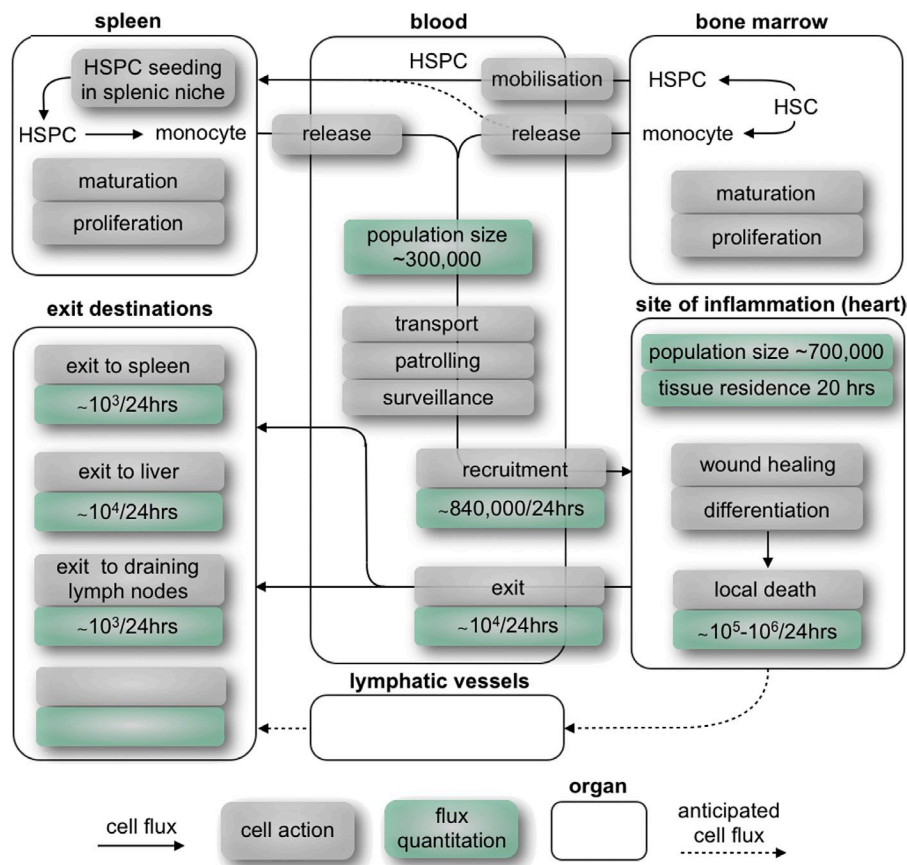 spleen
blood
bone marrow
HSPC seeding
in splenic niche
HSPC
monocyte
maturation
proliferation
release
HSPC
mobilisation
release
population size
~300,000
transport
patrolling
surveillance
recruitment
~840,000/24hrs
exit
~10⁴/24hrs
HSPC
HSC
monocyte
maturation
proliferation
exit destinations
exit to spleen
~10³/24hrs
exit to liver
~10⁴/24hrs
exit to draining
lymph nodes
~10³/24hrs
site of inflammation (heart)
population size ~700,000
tissue residence 20 hrs
wound healing
differentiation
local death
~10⁵-10⁶/24hrs
lymphatic vessels
cell flux
cell action
flux
quantitation
organ
anticipated
cell flux